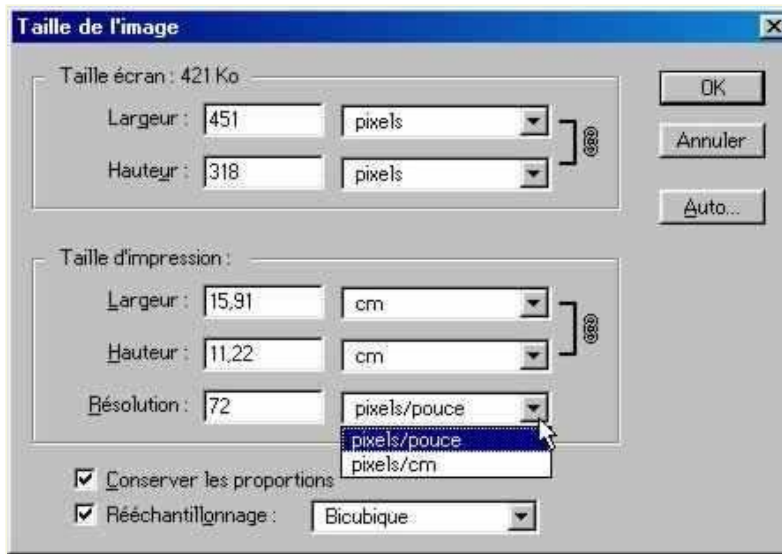 Taille de l'image
Taille écran : 421 Ko
Largeur : 451 pixels
Hauteur : 318 pixels
OK
Annuler
Auto...
Taille d'impression :
Largeur : 15,91 cm
Hauteur : 11,22 cm
Résolution : 72 pixels/pouce
pixels/pouce
pixels/cm
Conserver les proportions
Rééchantillonnage : Bicubique